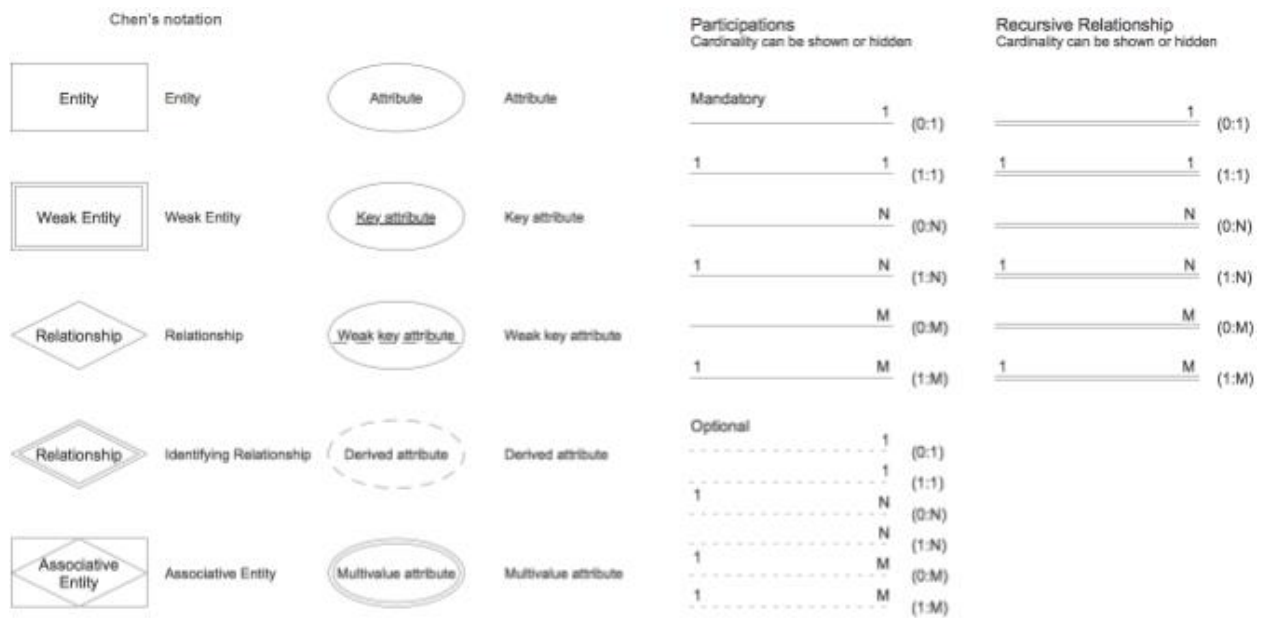 Chen's notation
Entity
Entity
Attribute
Attribute
Weak Entity
Weak Entity
Key attribute
Key attribute
Relationship
Relationship
Weak key attribute
Weak key attribute
Relationship
Identifying Relationship
Derived attribute
Derived attribute
Associative
Entity
Associative Entity
Multivalue attribute
Multivalue attribute
Participations
Cardinality can be shown or hidden
Mandatory
1 (0:1)
1 1 (1:1)
N (0:N)
1 N (1:N)
M (0:M)
1 M (1:M)
Optional
1 (0:1)
1 (1:1)
1 N (0:N)
N (1:N)
1 M (0:M)
1 M (1:M)
Recursive Relationship
Cardinality can be shown or hidden
1 (0:1)
1 1 (1:1)
N (0:N)
1 N (1:N)
M (0:M)
1 M (1:M)